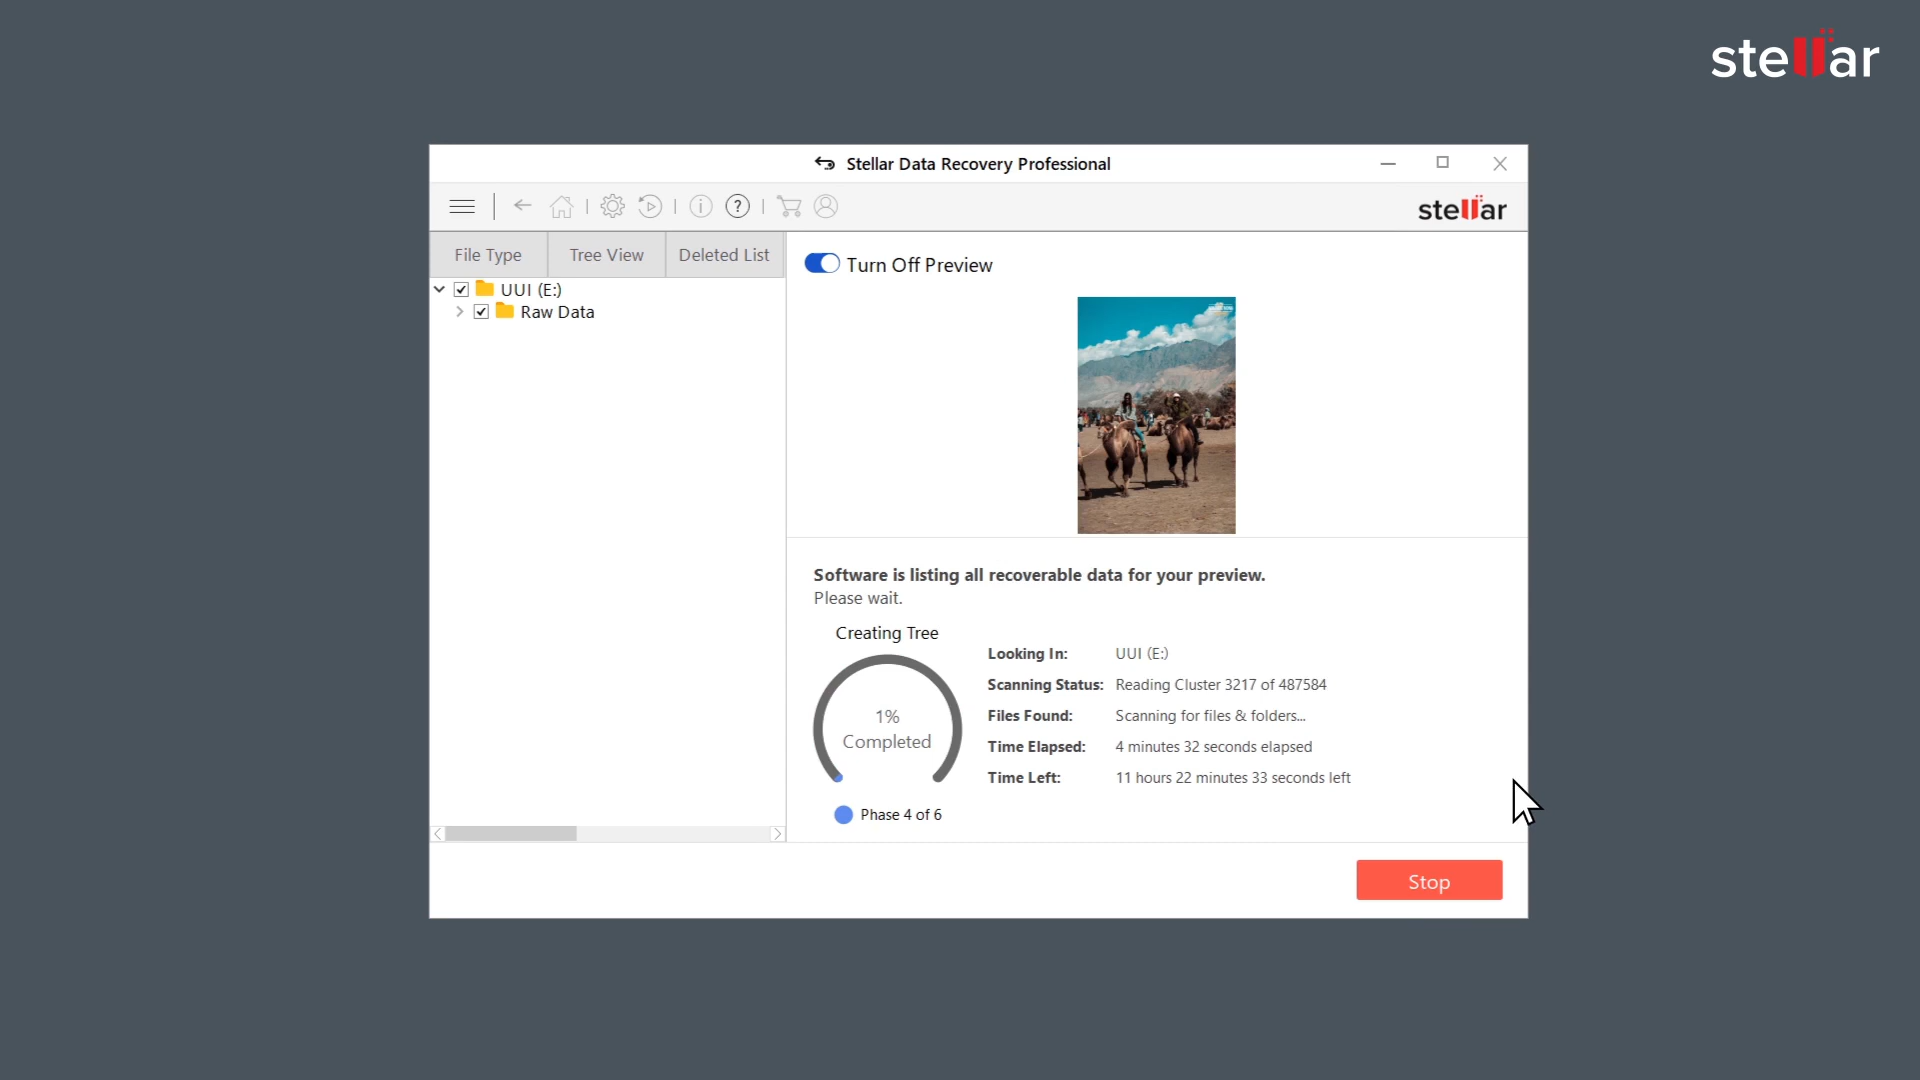 stellar
Stellar Data Recovery Professional
stellar
File Type
Tree View
Deleted List
Turn Off Preview
UUI (E:)
Raw Data
Software is listing all recoverable data for your preview.
Please wait.
Creating Tree
1%
Completed
Phase 4 of 6
Looking In: UUI (E:)
Scanning Status: Reading Cluster 3217 of 487584
Files Found: Scanning for files & folders...
Time Elapsed: 4 minutes 32 seconds elapsed
Time Left: 11 hours 22 minutes 33 seconds left
Stop